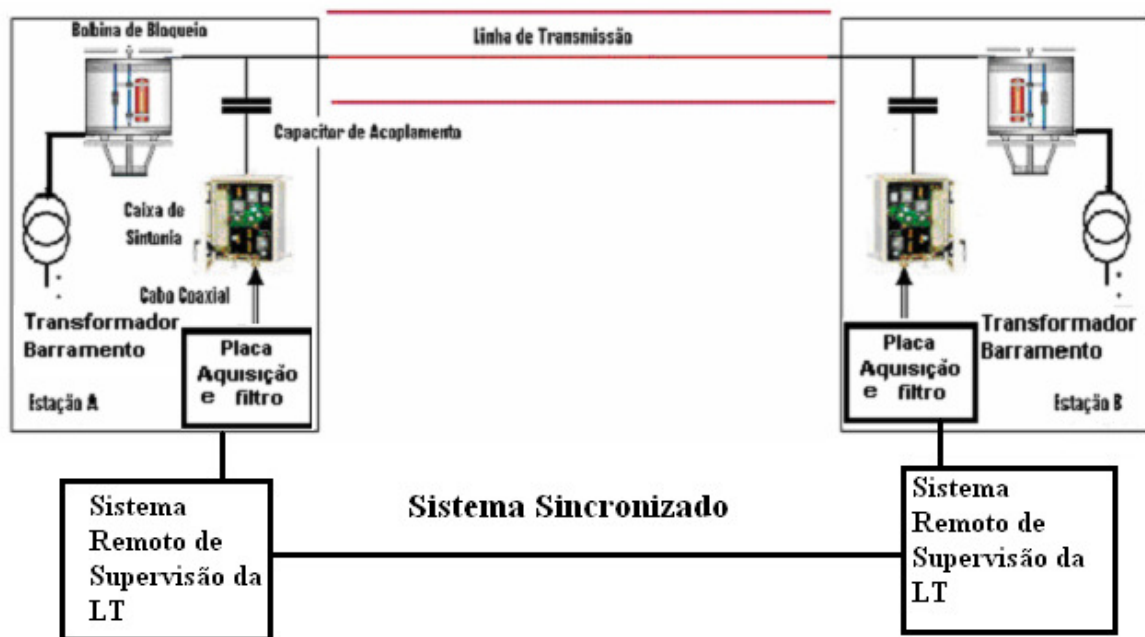 Bobina de Bloqueio
Linha de Transmissão
Capacitor de Acoplamento
Caixa de
Sintonia
Cabo Coaxial
Transformador
Barramento
Placa
Aquisição
e filtro
Estação A
Placa
Aquisição
e filtro
Transformador
Barramento
Estação B
Sistema
Remoto de
Supervisão da
LT
Sistema Sincronizado
Sistema
Remoto de
Supervisão da
LT